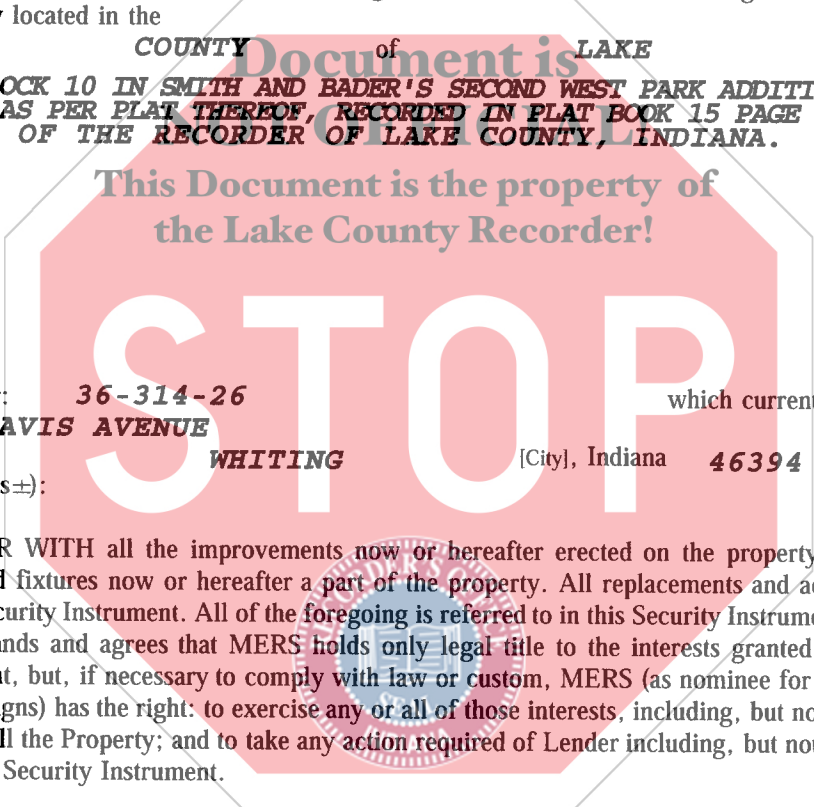 located in the
COUNTY of LAKE
Document is
OCK 10 IN SMITH AND BADER'S SECOND WEST PARK ADDITI
AS PER PLAT THEREOF, RECORDED IN PLAT BOOK 15 PAGE
NOT OFFICIAL!
OF THE RECORDER OF LAKE COUNTY, INDIANA.
This Document is the property of
the Lake County Recorder!
STOP
: 36-314-26 which current
AVIS AVENUE
WHITING [City], Indiana 46394
s±):
R WITH all the improvements now or hereafter erected on the property
d fixtures now or hereafter a part of the property. All replacements and ad
curity Instrument. All of the foregoing is referred to in this Security Instrume
nds and agrees that MERS holds only legal title to the interests granted
t, but, if necessary to comply with law or custom, MERS (as nominee for
gns) has the right: to exercise any or all of those interests, including, but no
ll the Property; and to take any action required of Lender including, but no
Security Instrument.
SEAL